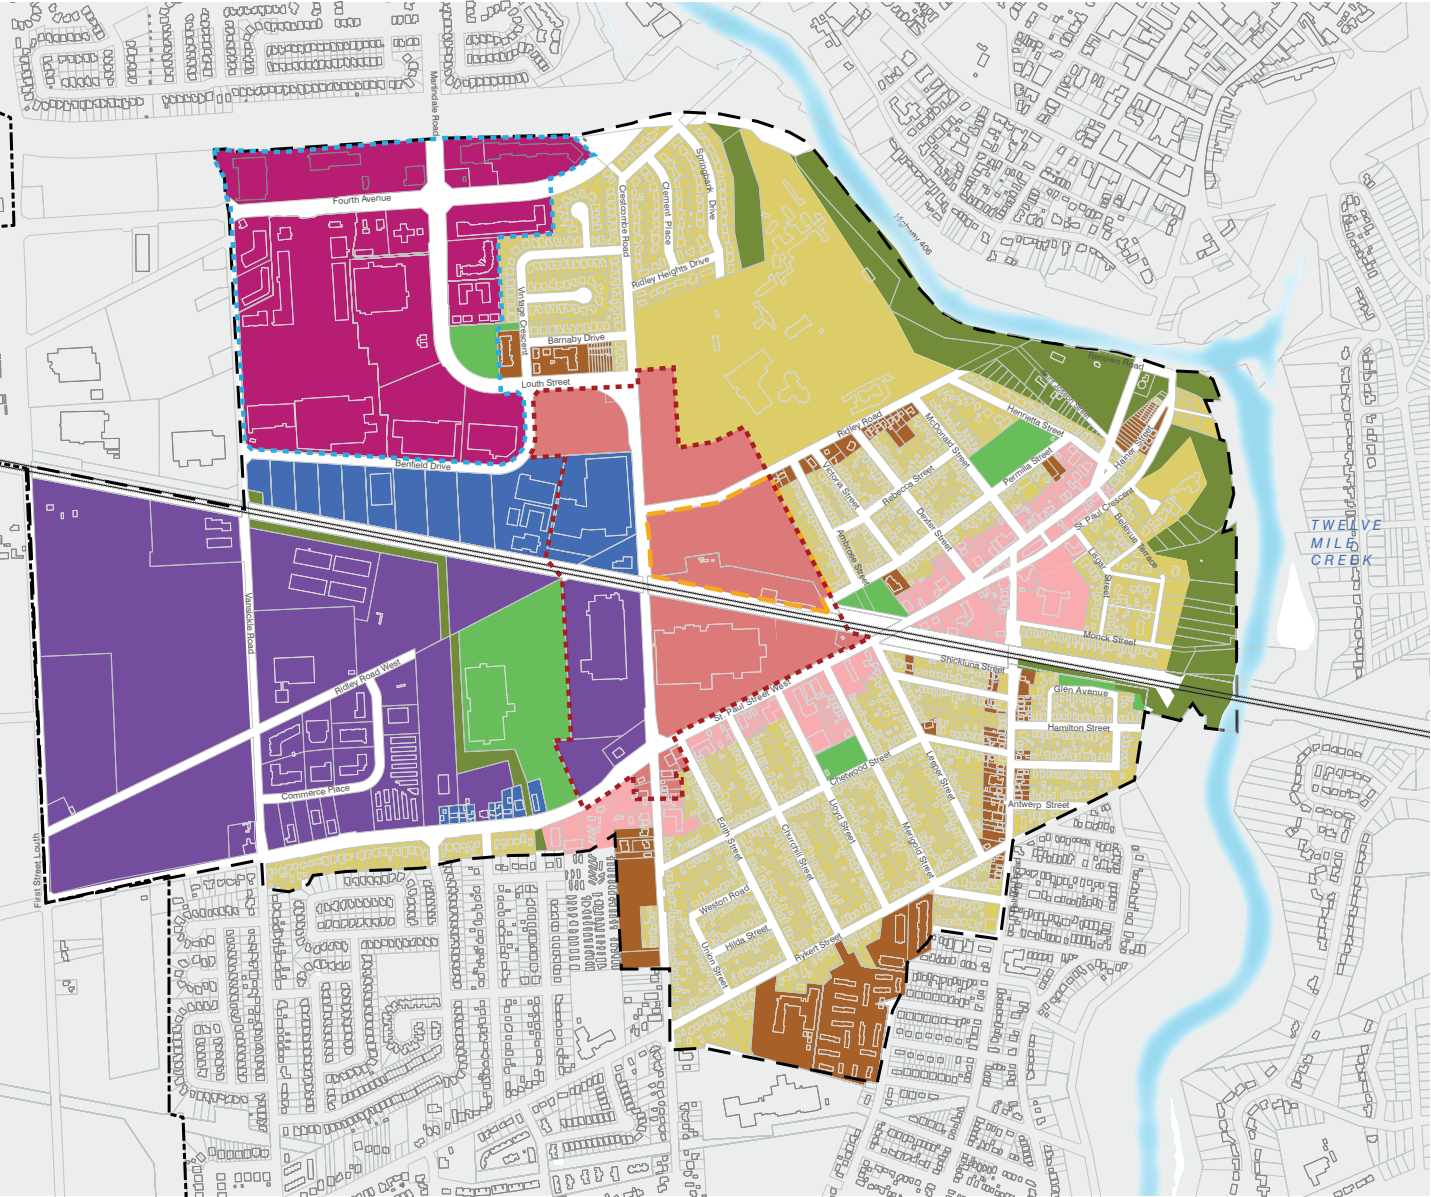 Martindale Road
Fourth Avenue
Crestcombe Road
Clement Place
Springbank Drive
Ridley Heights Drive
Highway 406
Vintage Crescent
Barnaby Drive
Louth Street
Renown Road
Benfield Drive
Ridley Road
McDonald Street
Henrietta Street
Permilla Street
Hainer Street
Victoria Street
Rebecca Street
Dexter Street
Ambrose Street
St. Paul Crescent
Bellevue Terrace
Lisgar Street
Monck Street
TWELVE
MILE
CREEK
Vansickle Road
Ridley Road West
Commerce Place
First Street Louth
St. Paul Street West
Shickluna Street
Glen Avenue
Hamilton Street
Antwerp Street
Chetwood Street
Leeper Street
Edith Street
Churchill Street
Lloyd Street
Marigold Street
Weston Road
Hilda Street
Union Street
Rykert Street